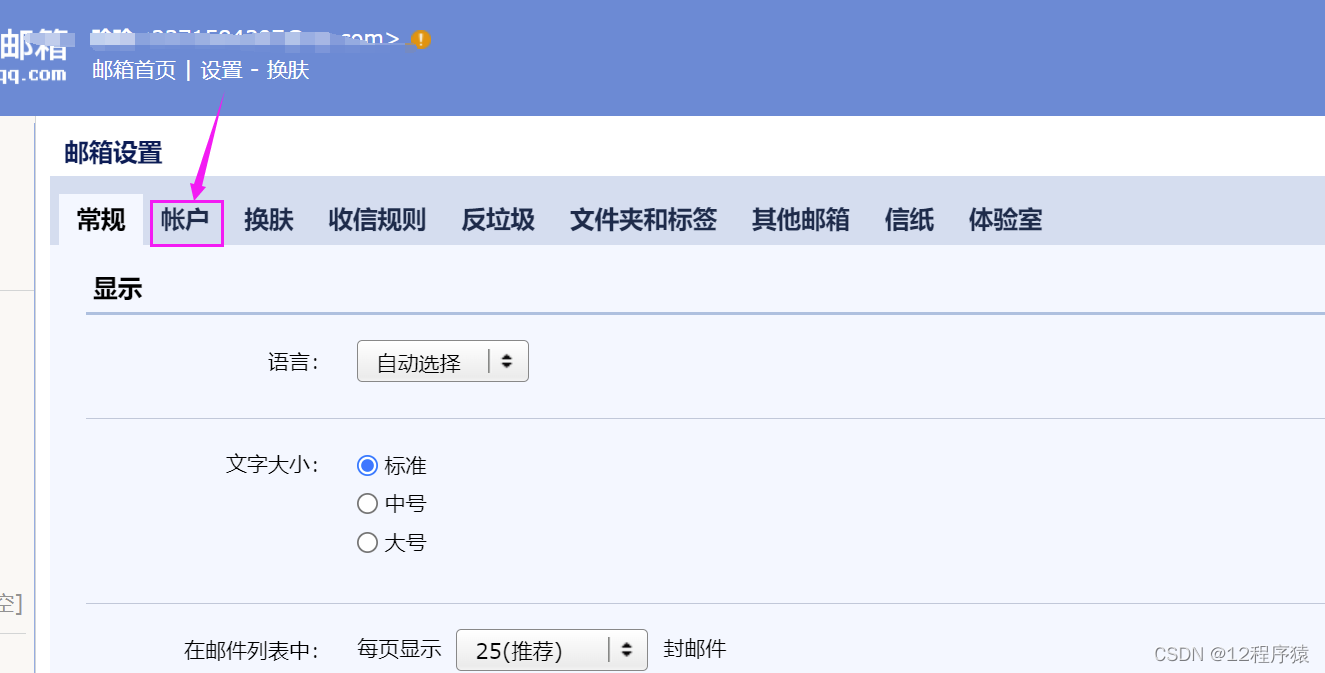 邮箱
qq.com
com>
邮箱首页 | 设置 - 换肤
邮箱设置
常规 帐户 换肤 收信规则 反垃圾 文件夹和标签 其他邮箱 信纸 体验室
显示
语言： 自动选择
文字大小： 标准
中号
大号
空]
在邮件列表中： 每页显示 25(推荐) 封邮件
CSDN @12程序猿